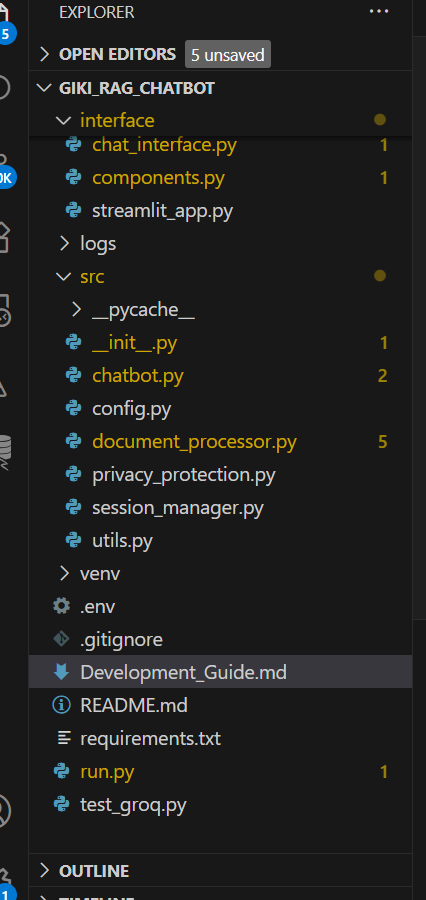 EXPLORER
5
OPEN EDITORS 5 unsaved
GIKI_RAG_CHATBOT
interface
chat_interface.py 1
components.py 1
0K
streamlit_app.py
logs
src
__pycache__
__init__.py 1
chatbot.py 2
config.py
document_processor.py 5
privacy_protection.py
session_manager.py
utils.py
venv
.env
.gitignore
Development_Guide.md
README.md
requirements.txt
run.py 1
test_groq.py
OUTLINE
1
TIMELINE